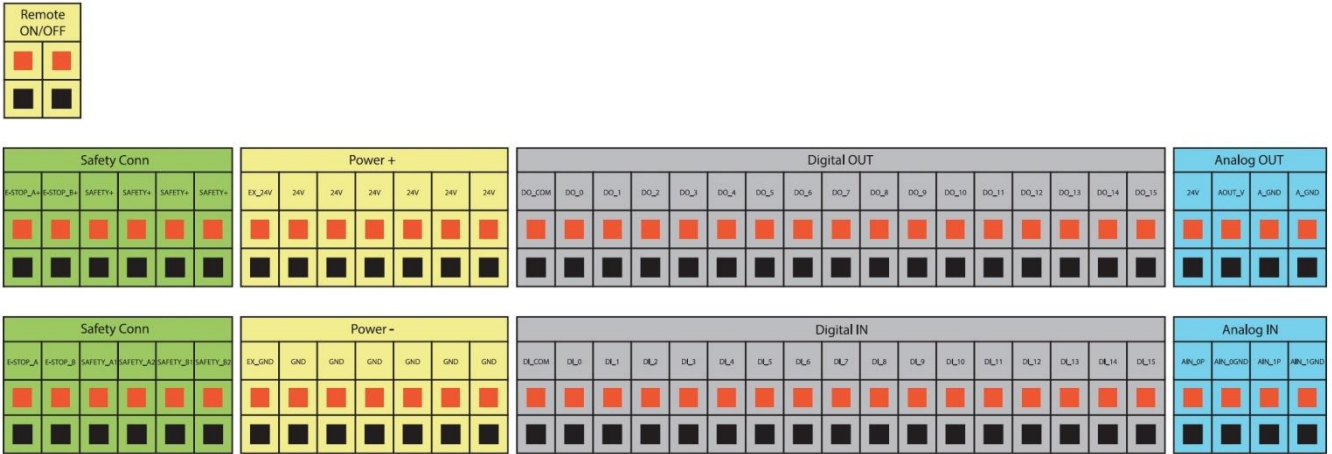 Remote
ON/OFF
Safety Conn Power + Digital OUT Analog OUT
E-STOP_A+ E-STOP_B+ SAFETY+ SAFETY+ SAFETY+ SAFETY+ EX_24V 24V 24V 24V 24V 24V 24V DO_COM DO_0 DO_1 DO_2 DO_3 DO_4 DO_5 DO_6 DO_7 DO_8 DO_9 DO_10 DO_11 DO_12 DO_13 DO_14 DO_15 24V AOUT_V A_GND A_GND
Safety Conn Power - Digital IN Analog IN
E-STOP_A E-STOP_B SAFETY_A1 SAFETY_A2 SAFETY_B1 SAFETY_B2 EX_GND GND GND GND GND GND GND DI_COM DI_0 DI_1 DI_2 DI_3 DI_4 DI_5 DI_6 DI_7 DI_8 DI_9 DI_10 DI_11 DI_12 DI_13 DI_14 DI_15 AIN_0P AIN_0GND AIN_1P AIN_1GND